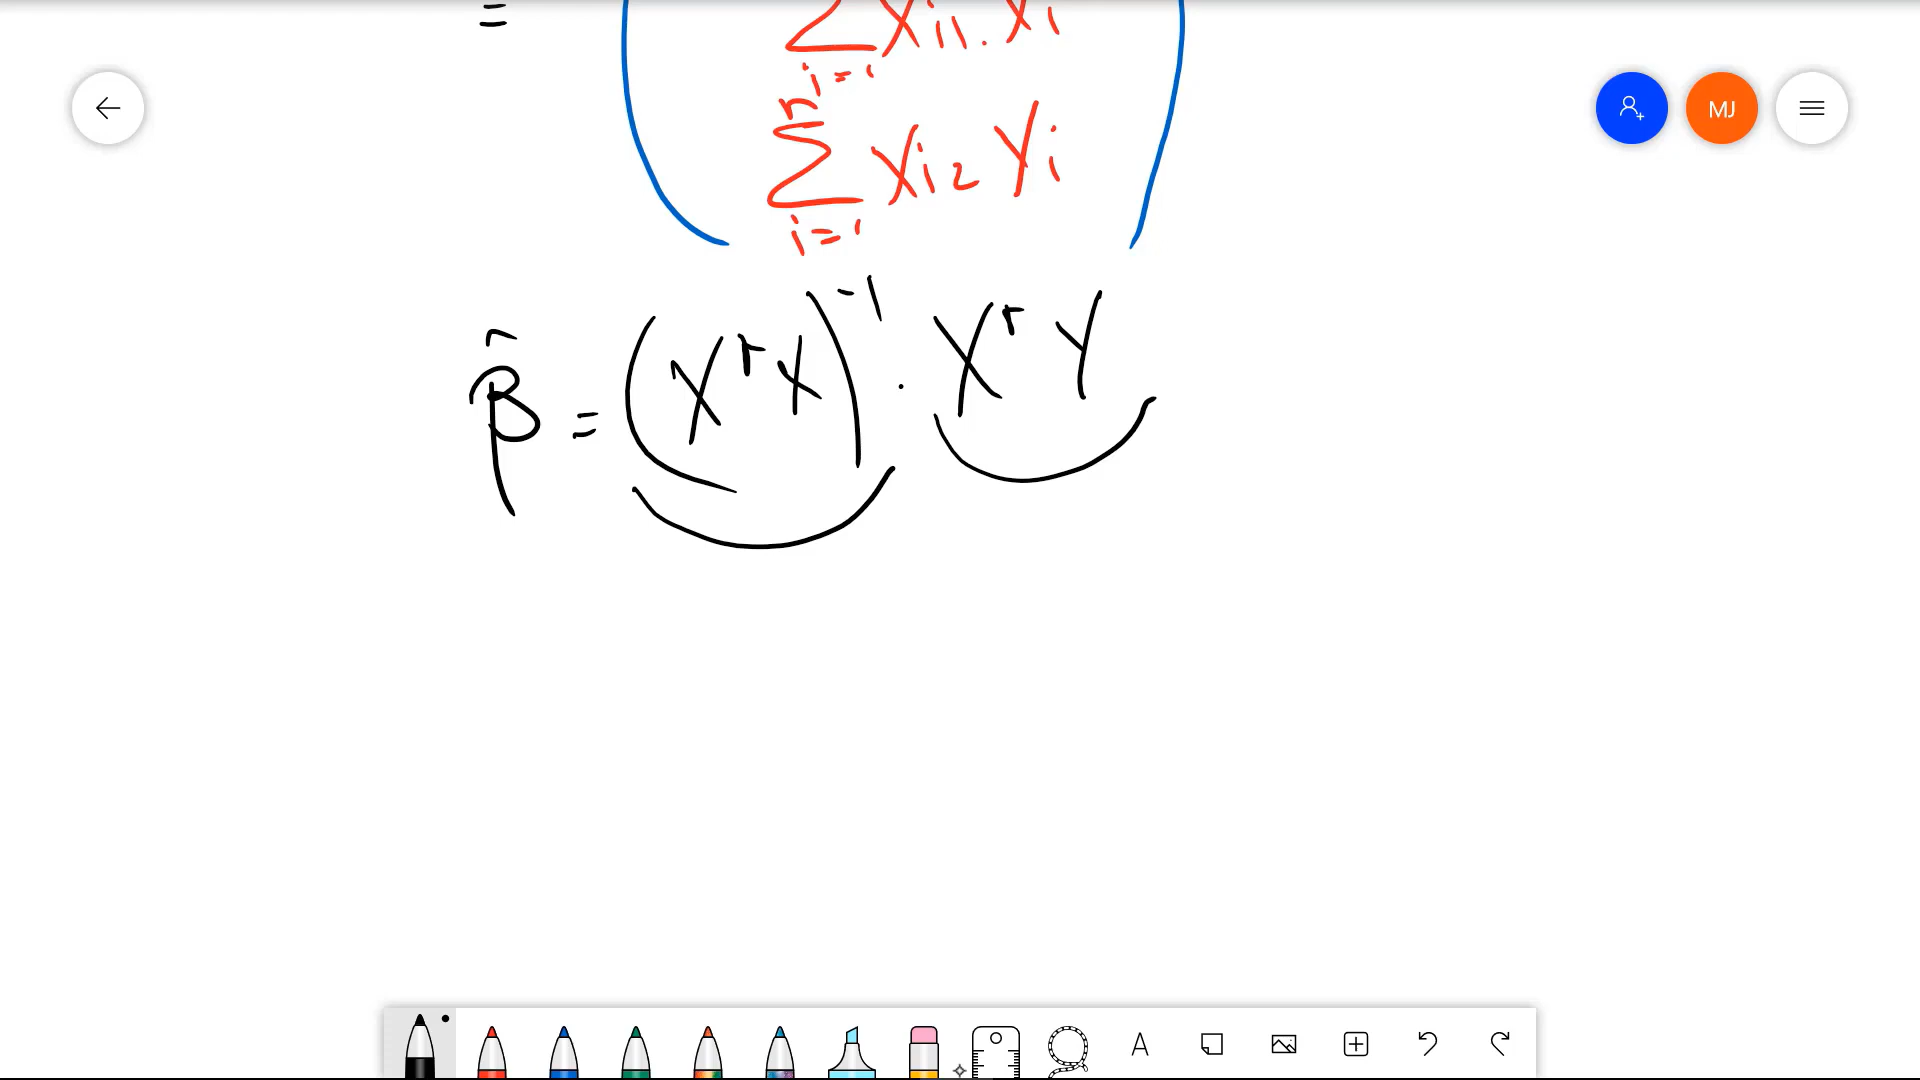 =
∑ Xi1 . Yi
i=1
n
∑ Xi2 Yi
i=1
β̂ = (XᵀX)⁻¹ . XᵀY
MJ
A